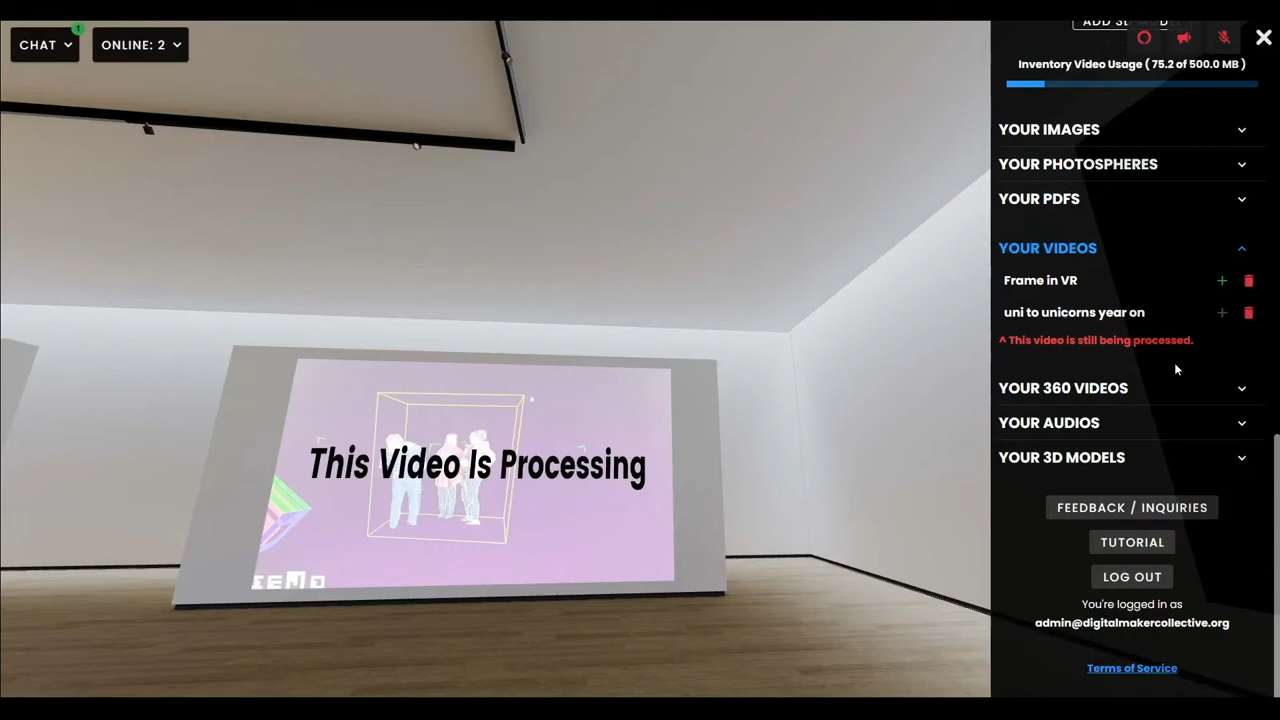 CHAT
1
ONLINE: 2
Inventory Video Usage ( 75.2 of 500.0 MB )
YOUR IMAGES
YOUR PHOTOSPHERES
YOUR PDFS
YOUR VIDEOS
Frame in VR
uni to unicorns year on
^ This video is still being processed.
YOUR 360 VIDEOS
YOUR AUDIOS
YOUR 3D MODELS
This Video Is Processing
FEEDBACK / INQUIRIES
TUTORIAL
LOG OUT
You're logged in as
admin@digitalmakercollective.org
Terms of Service